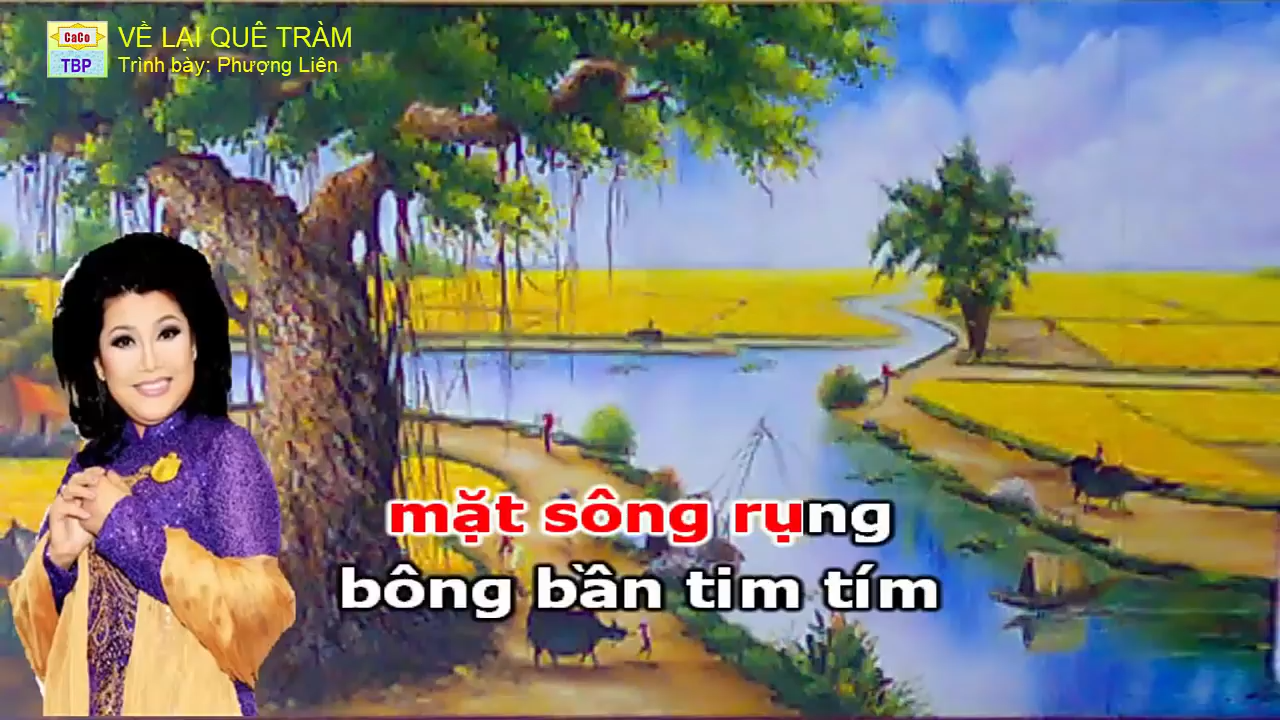 CaCo
TBP
VỀ LẠI QUÊ TRÀM
Trình bày: Phượng Liên
mặt sông rụng
bông bần tim tím